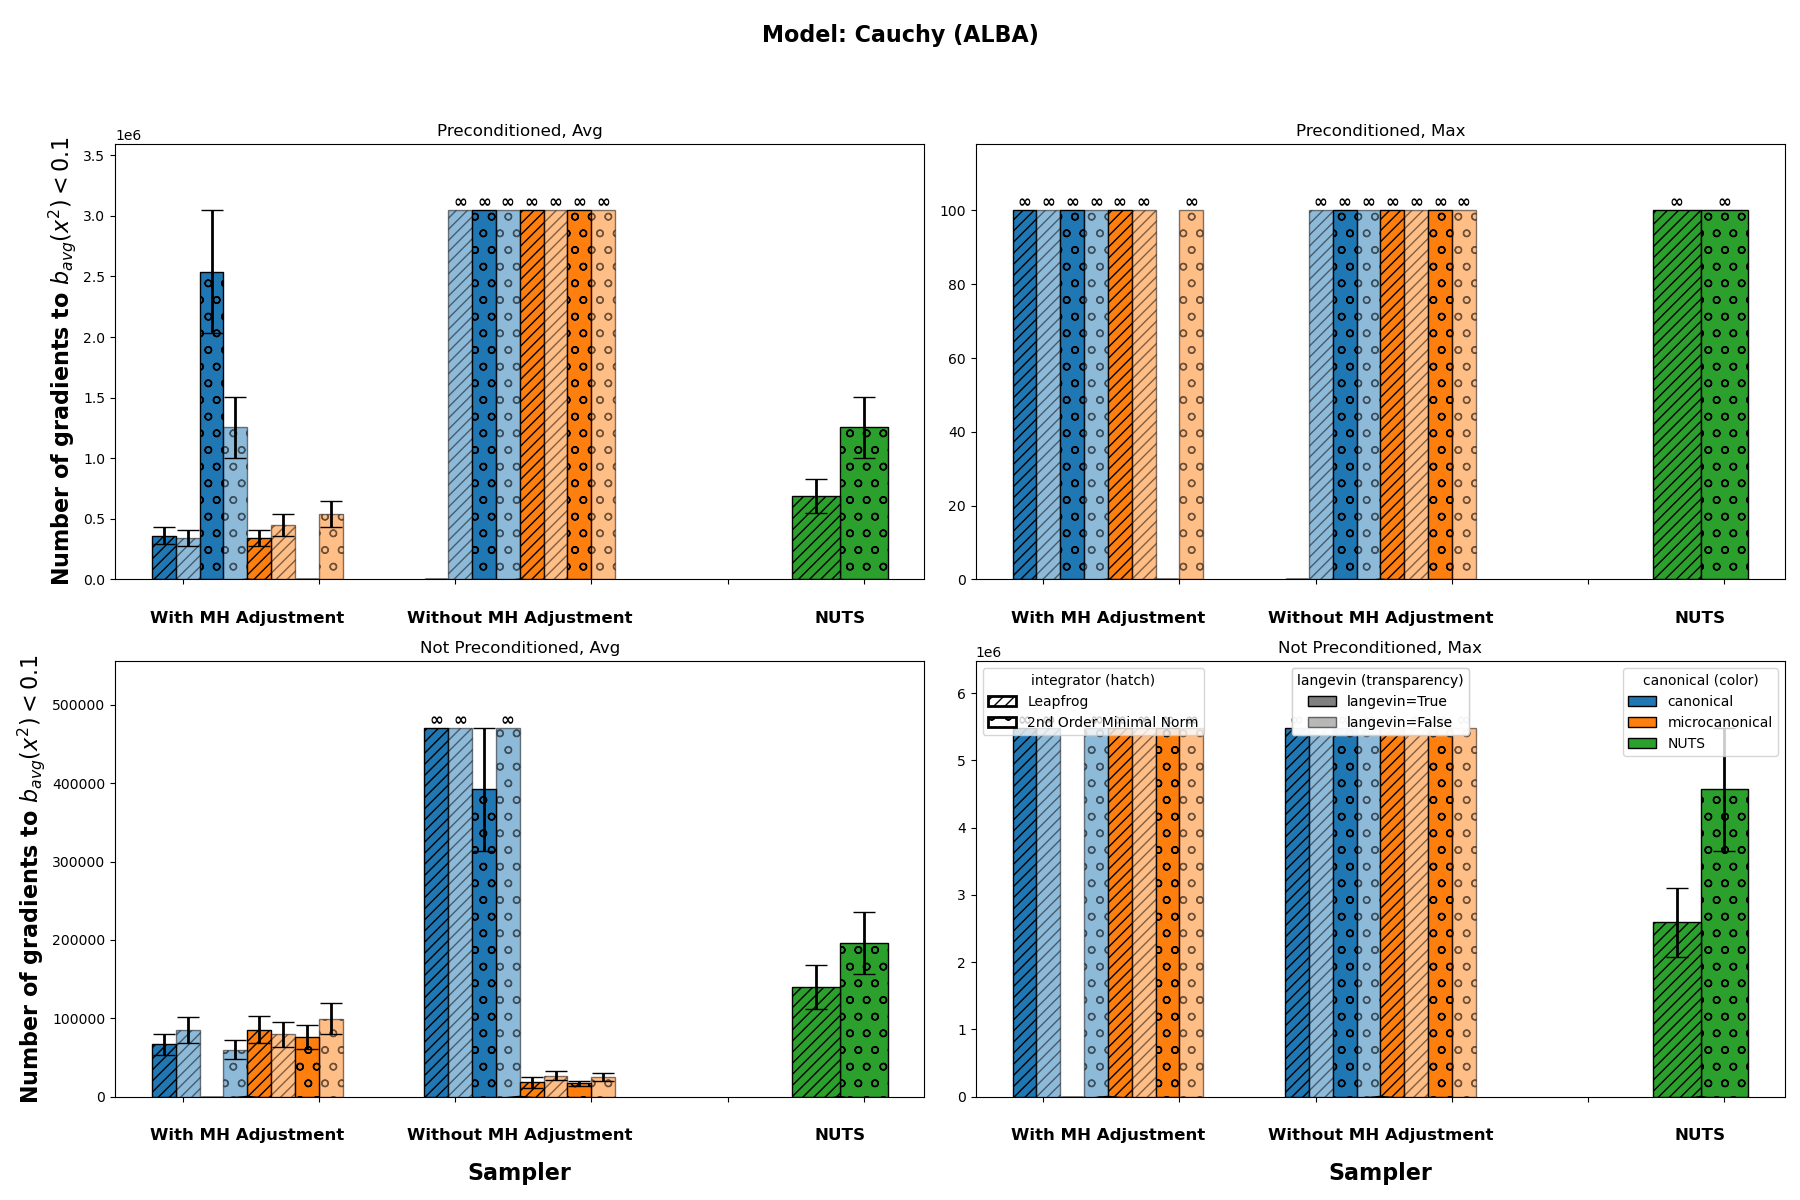 Model: Cauchy (ALBA)
Preconditioned, Avg
1e6
Number of gradients to $b_{avg}(x^2) < 0.1$
3.5
3.0
2.5
2.0
1.5
1.0
0.5
0.0
∞ ∞ ∞ ∞ ∞ ∞ ∞
With MH Adjustment
Without MH Adjustment
NUTS
Preconditioned, Max
100
80
60
40
20
0
∞ ∞ ∞ ∞ ∞ ∞ ∞
∞ ∞ ∞ ∞ ∞ ∞ ∞
∞ ∞
With MH Adjustment
Without MH Adjustment
NUTS
Not Preconditioned, Avg
Number of gradients to $b_{avg}(x^2) < 0.1$
500000
400000
300000
200000
100000
0
∞ ∞ ∞
With MH Adjustment
Without MH Adjustment
NUTS
Sampler
Not Preconditioned, Max
1e6
6
5
4
3
2
1
0
integrator (hatch)
Leapfrog
2nd Order Minimal Norm
langevin (transparency)
langevin=True
langevin=False
canonical (color)
canonical
microcanonical
NUTS
With MH Adjustment
Without MH Adjustment
NUTS
Sampler